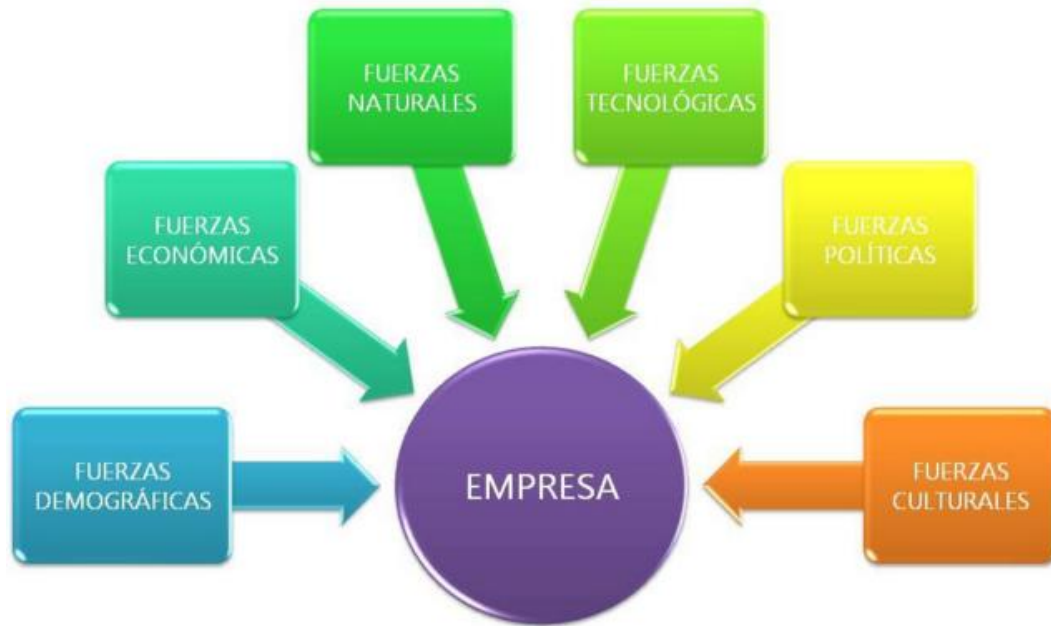 FUERZAS
NATURALES
FUERZAS
TECNOLÓGICAS
FUERZAS
ECONÓMICAS
FUERZAS
POLÍTICAS
FUERZAS
DEMOGRÁFICAS
EMPRESA
FUERZAS
CULTURALES